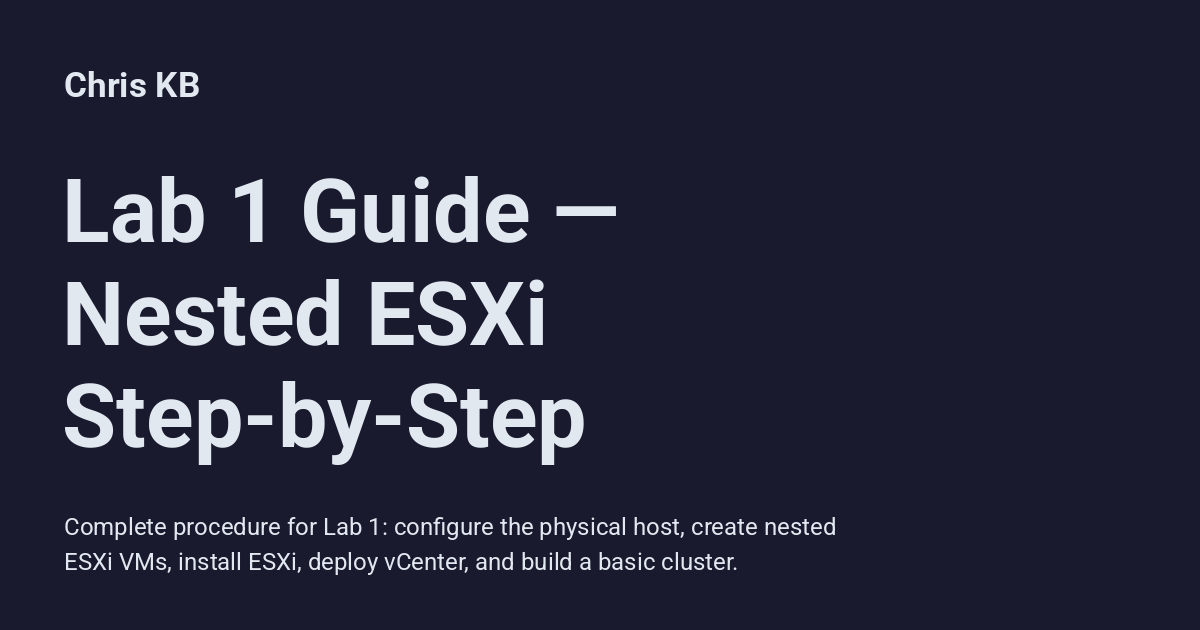 Chris KB
Lab 1 Guide —
Nested ESXi
Step-by-Step
Complete procedure for Lab 1: configure the physical host, create nested
ESXi VMs, install ESXi, deploy vCenter, and build a basic cluster.